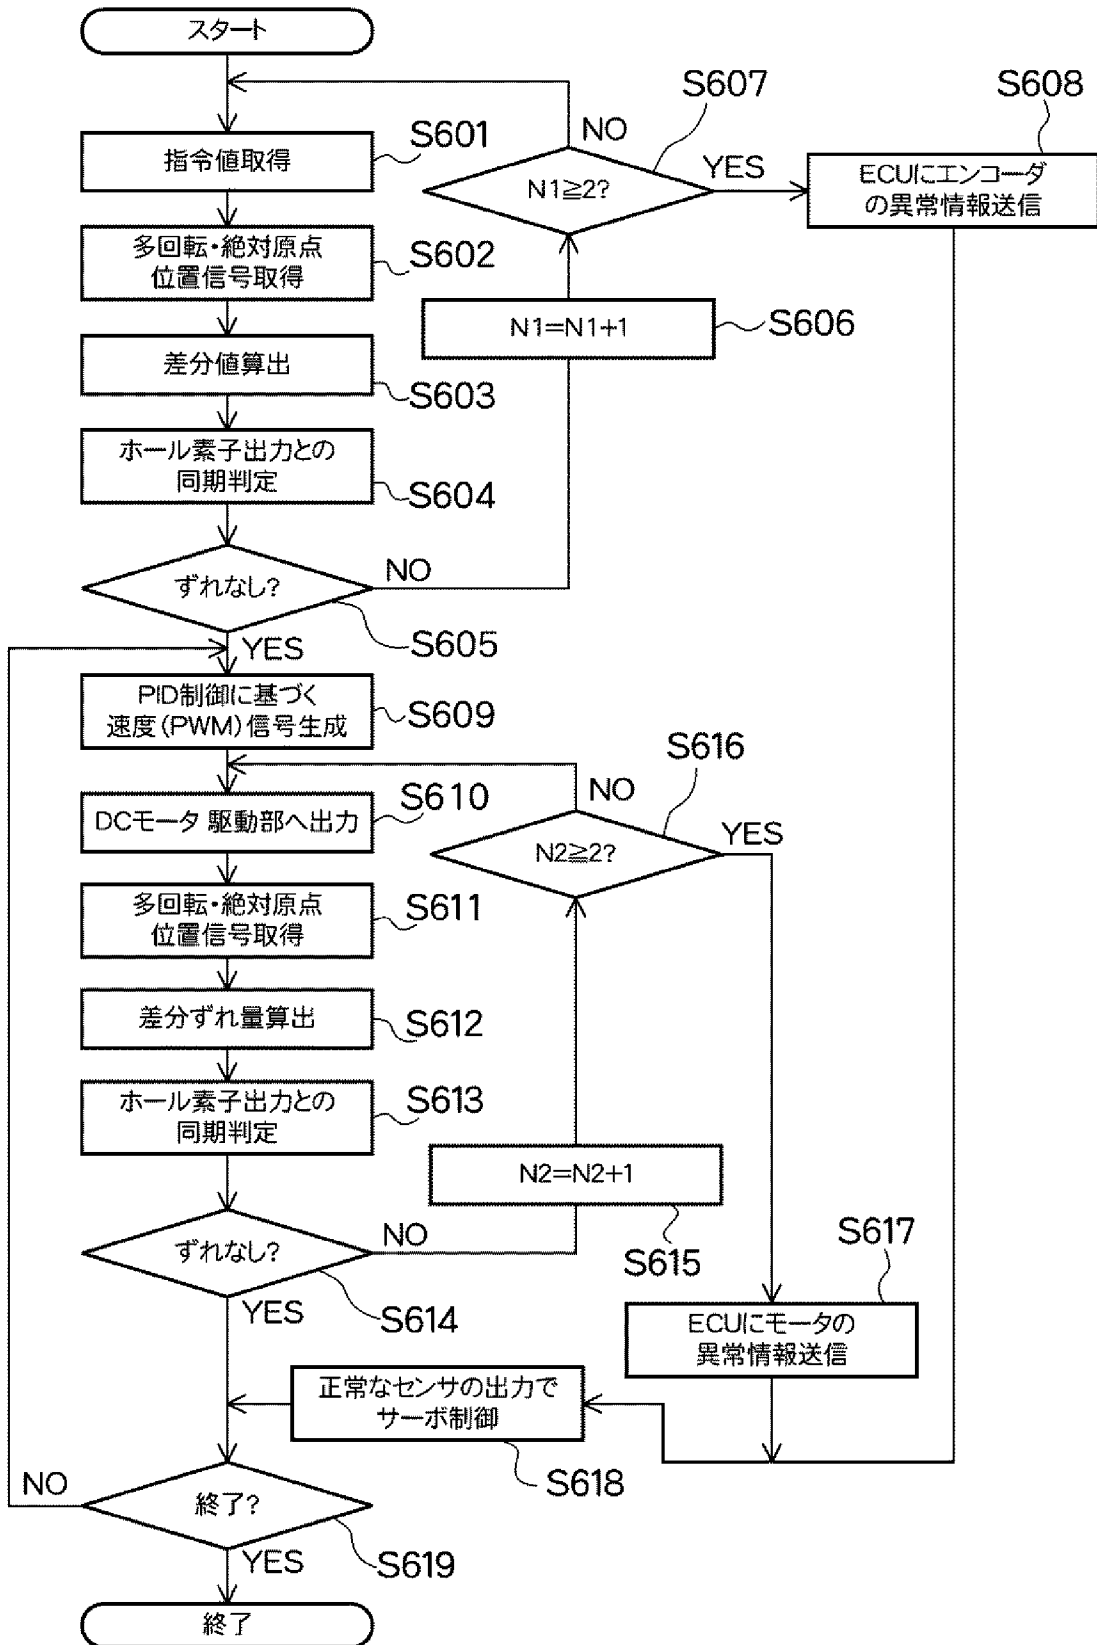 スタート
指令値取得
S601
多回転・絶対原点
位置信号取得
S602
差分値算出
S603
ホール素子出力との
同期判定
S604
ずれなし?
NO
YES
S605
N1=N1+1
S606
N1≧2?
NO
YES
S607
ECUにエンコーダ
の異常情報送信
S608
PID制御に基づく
速度(PWM)信号生成
S609
DCモータ 駆動部へ出力
S610
多回転・絶対原点
位置信号取得
S611
差分ずれ量算出
S612
ホール素子出力との
同期判定
S613
ずれなし?
NO
YES
S614
N2=N2+1
S615
N2≧2?
NO
YES
S616
ECUにモータの
異常情報送信
S617
正常なセンサの出力で
サーボ制御
S618
終了?
NO
YES
S619
終了